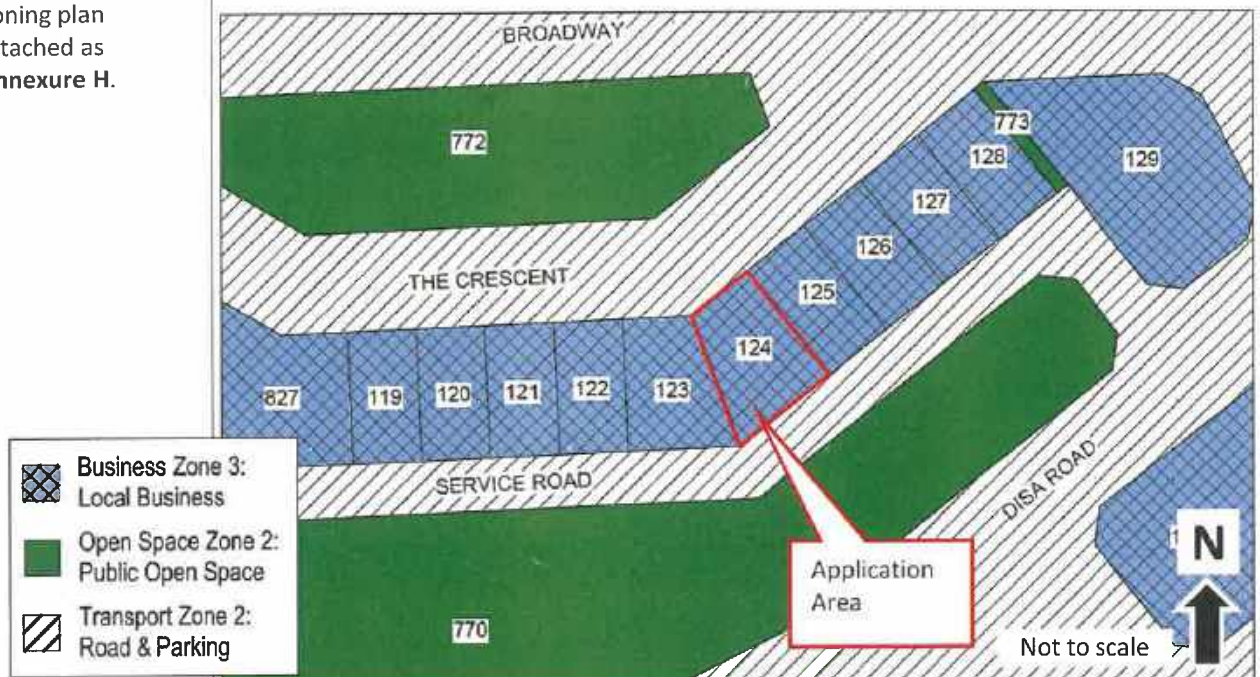 oning plan
tached as
nnexure H.
BROADWAY
772
773
128
129
127
126
THE CRESCENT
125
124
827
119
120
121
122
123
SERVICE ROAD
DISA ROAD
770
Business Zone 3:
Local Business
Open Space Zone 2:
Public Open Space
Transport Zone 2:
Road & Parking
Application
Area
N
Not to scale